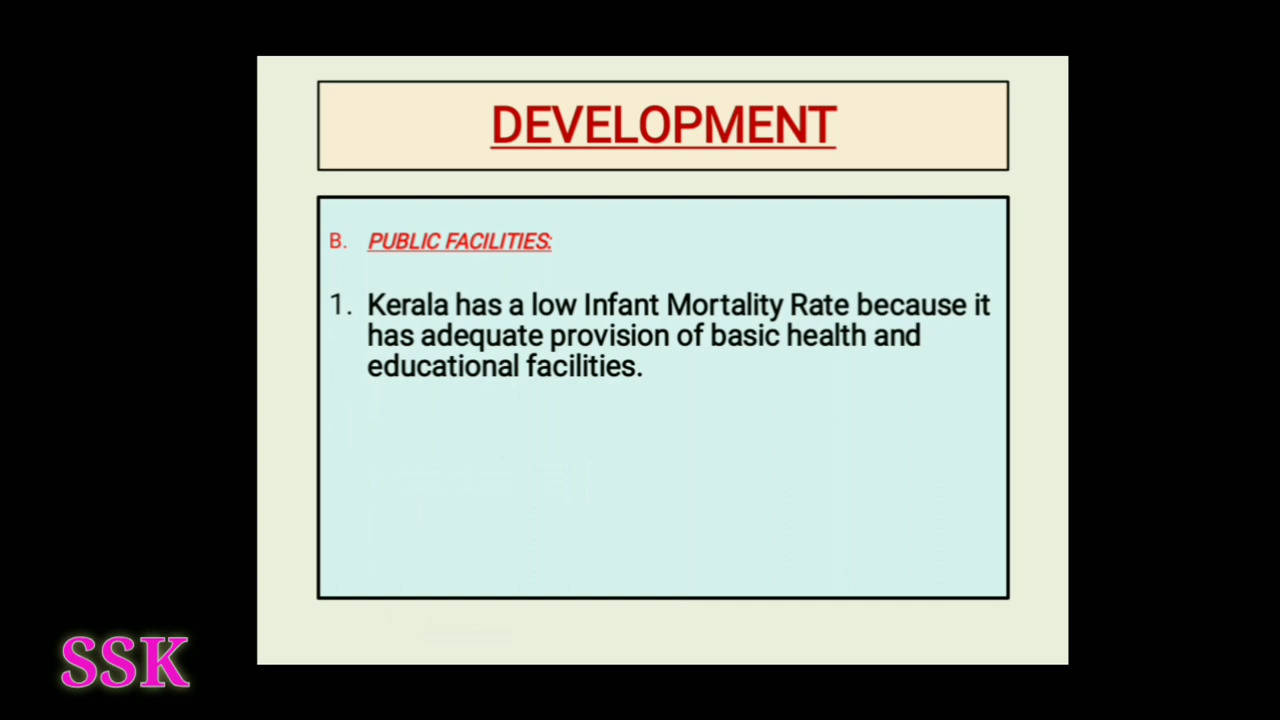 DEVELOPMENT
B. PUBLIC FACILITIES:
1. Kerala has a low Infant Mortality Rate because it
has adequate provision of basic health and
educational facilities.
SSK